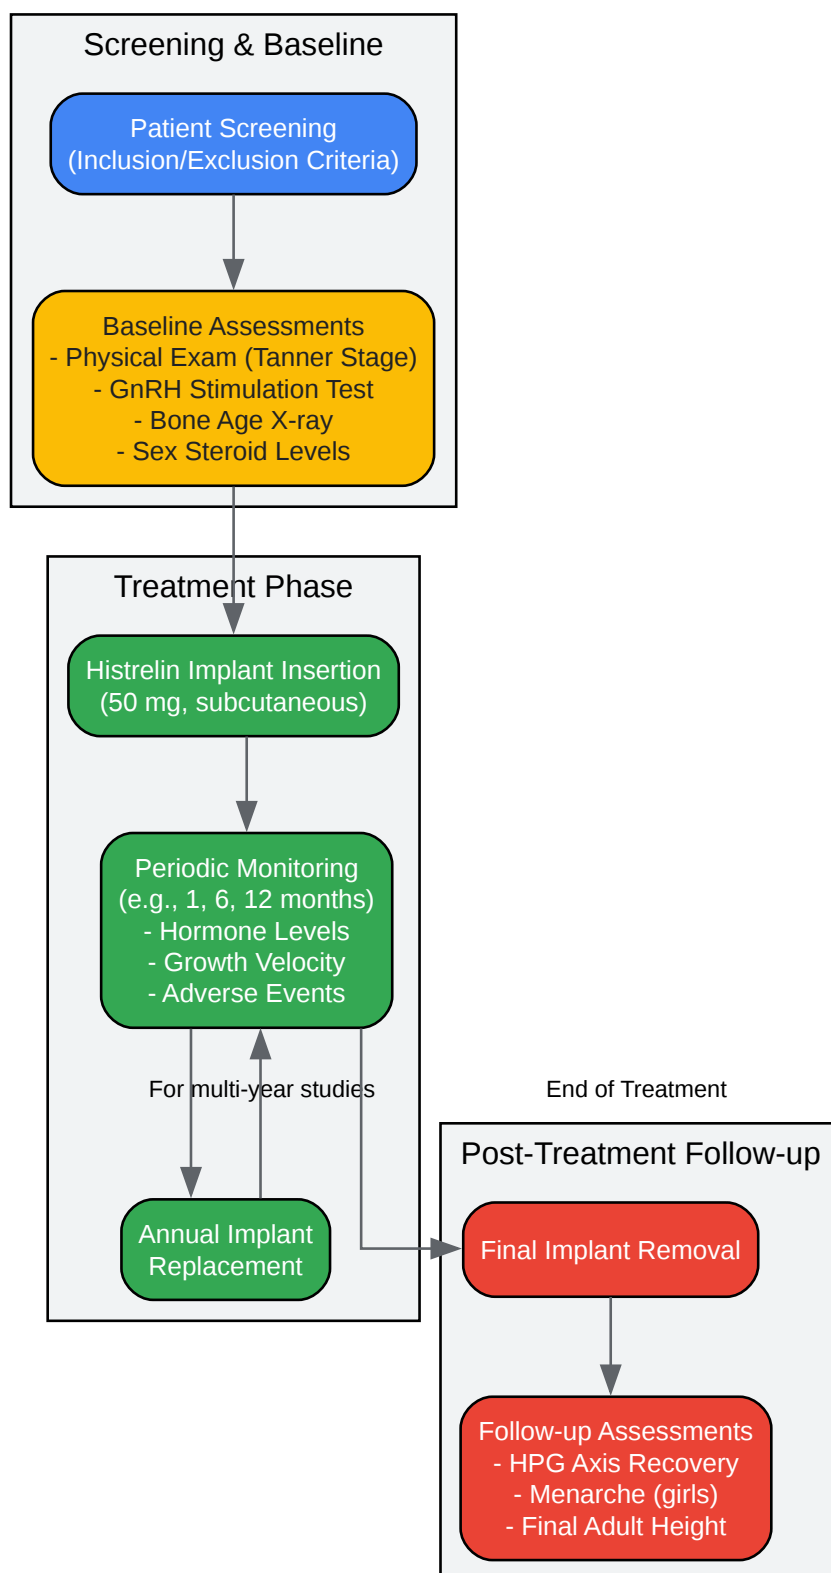 Screening & Baseline
Patient Screening
(Inclusion/Exclusion Criteria)
Baseline Assessments
- Physical Exam (Tanner Stage)
- GnRH Stimulation Test
- Bone Age X-ray
- Sex Steroid Levels
Treatment Phase
Histrelin Implant Insertion
(50 mg, subcutaneous)
Periodic Monitoring
(e.g., 1, 6, 12 months)
- Hormone Levels
- Growth Velocity
- Adverse Events
For multi-year studies
End of Treatment
Annual Implant
Replacement
Post-Treatment Follow-up
Final Implant Removal
Follow-up Assessments
- HPG Axis Recovery
- Menarche (girls)
- Final Adult Height